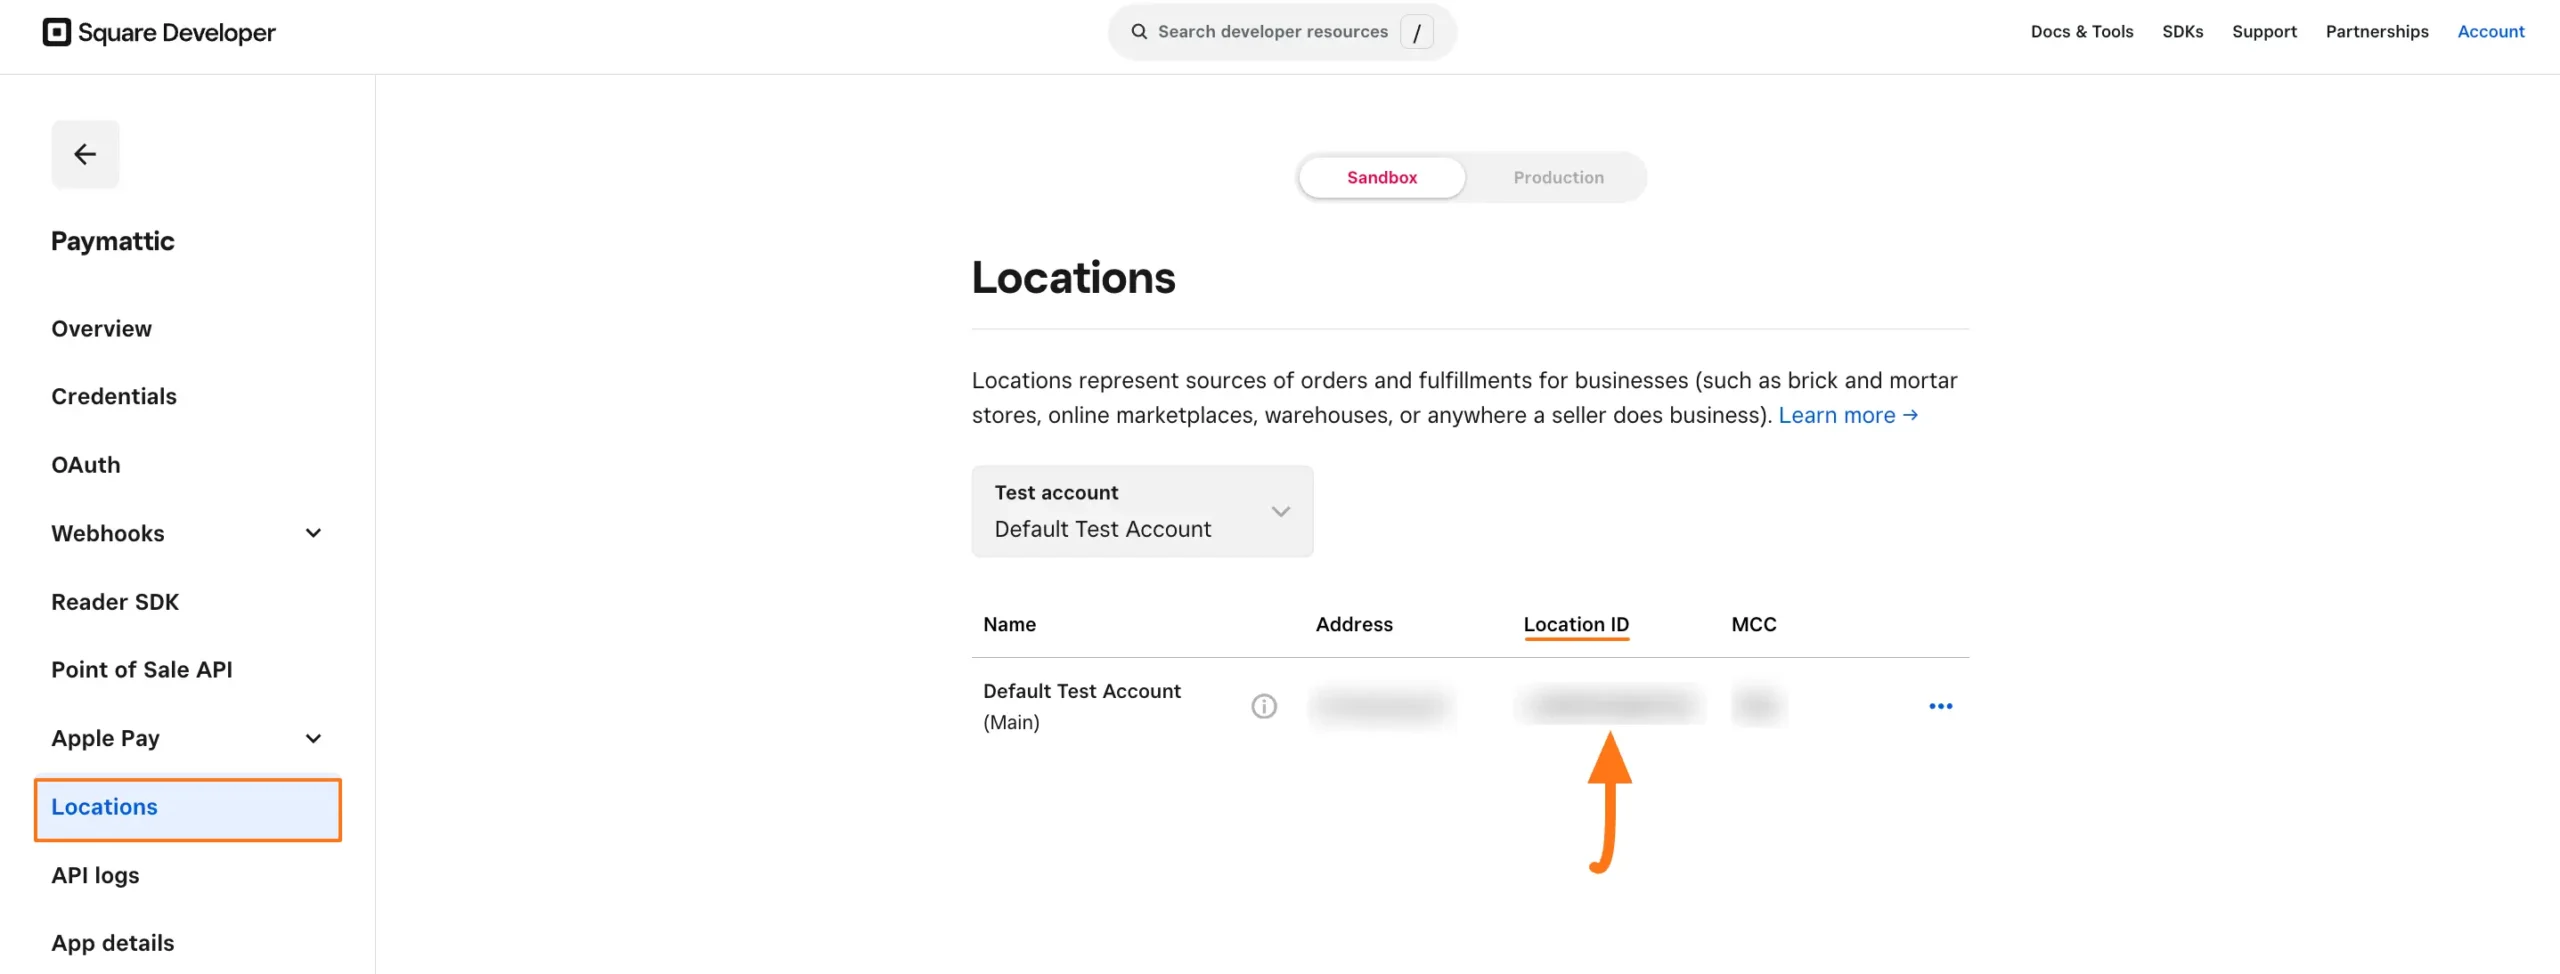 Square Developer
Search developer resources /
Docs & Tools SDKs Support Partnerships Account
Paymattic
Overview
Credentials
OAuth
Webhooks
Reader SDK
Point of Sale API
Apple Pay
Locations
API logs
App details
Sandbox Production
Locations
Locations represent sources of orders and fulfillments for businesses (such as brick and mortar
stores, online marketplaces, warehouses, or anywhere a seller does business). Learn more →
Test account
Default Test Account
Name Address Location ID MCC
Default Test Account
(Main)